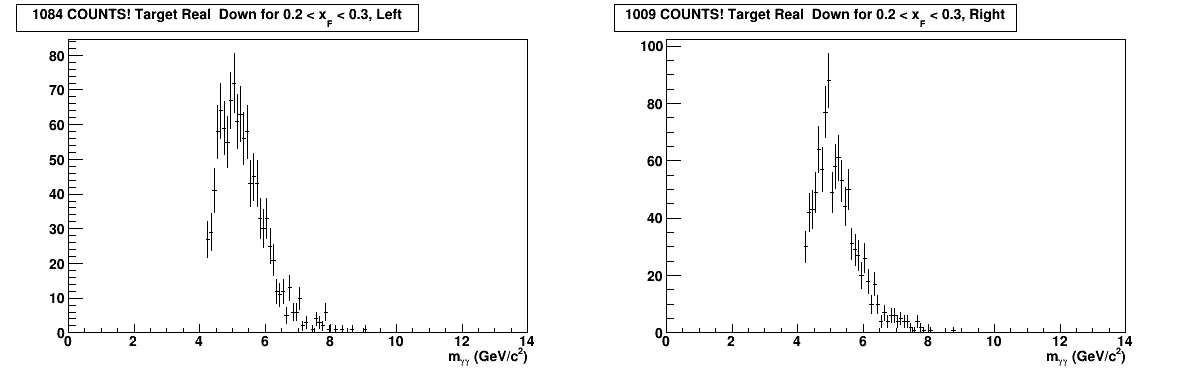 1084 COUNTS! Target Real Down for 0.2 < x_F < 0.3, Left
80
70
60
50
40
30
20
10
0
0 2 4 6 8 10 12 14
m_γγ (GeV/c²)
1009 COUNTS! Target Real Down for 0.2 < x_F < 0.3, Right
100
80
60
40
20
0
0 2 4 6 8 10 12 14
m_γγ (GeV/c²)